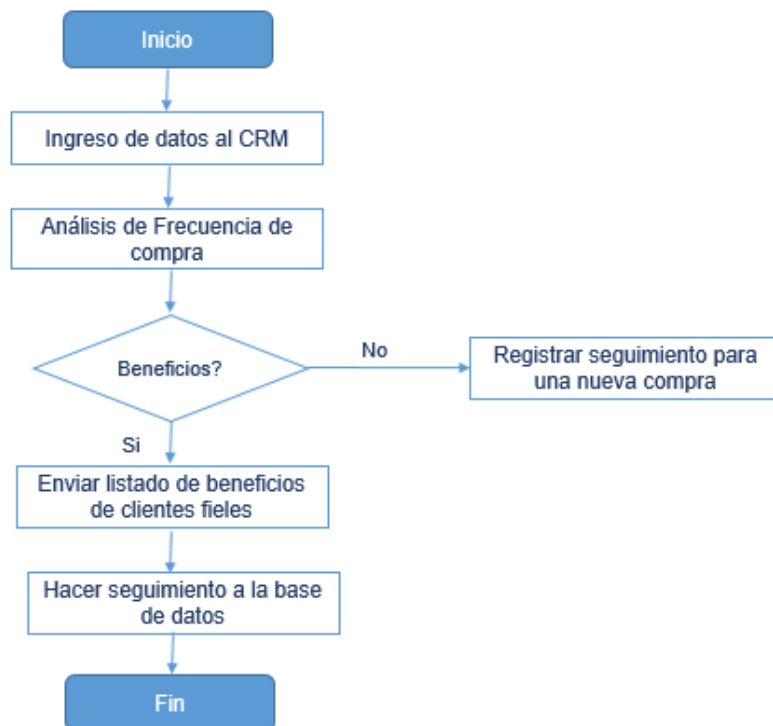 Inicio
Ingreso de datos al CRM
Análisis de Frecuencia de
compra
Beneficios?
No
Registrar seguimiento para
una nueva compra
Si
Enviar listado de beneficios
de clientes fieles
Hacer seguimiento a la base
de datos
Fin